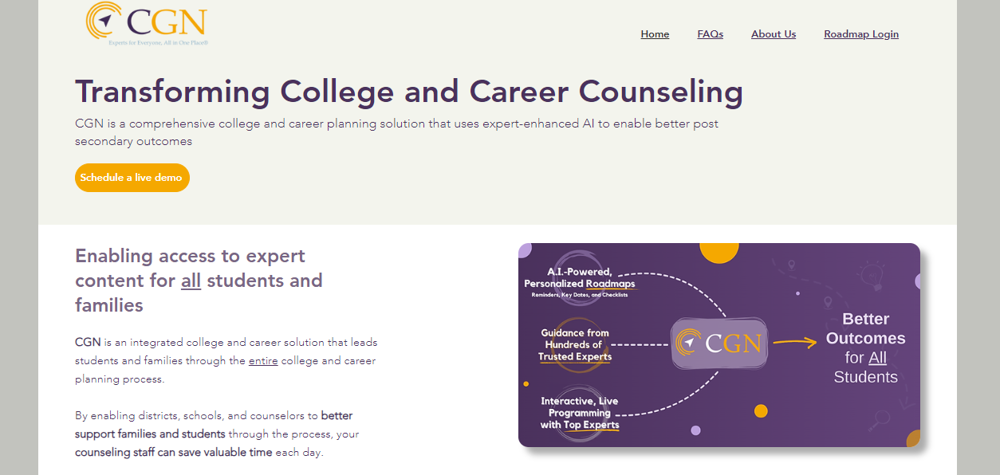 CGN
Experts for Everyone, All in One Place®
Home
FAQs
About Us
Roadmap Login
Transforming College and Career Counseling
CGN is a comprehensive college and career planning solution that uses expert-enhanced AI to enable better post
secondary outcomes
Schedule a live demo
Enabling access to expert
content for all students and
families
CGN is an integrated college and career solution that leads
students and families through the entire college and career
planning process.
By enabling districts, schools, and counselors to better
support families and students through the process, your
counseling staff can save valuable time each day.
A.I.-Powered,
Personalized Roadmaps
Reminders, Key Dates, and Checklists
Guidance from
Hundreds of
Trusted Experts
Interactive, Live
Programming
with Top Experts
CGN
Better
Outcomes
for All
Students